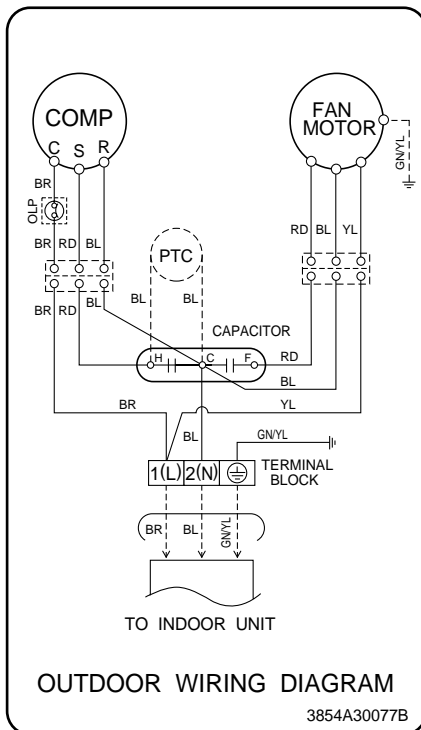 COMP
FAN
MOTOR
C S R
GN/YL
BR
OLP
BR RD BL
RD BL YL
PTC
BR RD BL
BL BL
CAPACITOR
H C F
RD
BL
BR
YL
BL
GN/YL
1(L) 2(N)
TERMINAL
BLOCK
BR BL GN/YL
TO INDOOR UNIT
OUTDOOR WIRING DIAGRAM
3854A30077B